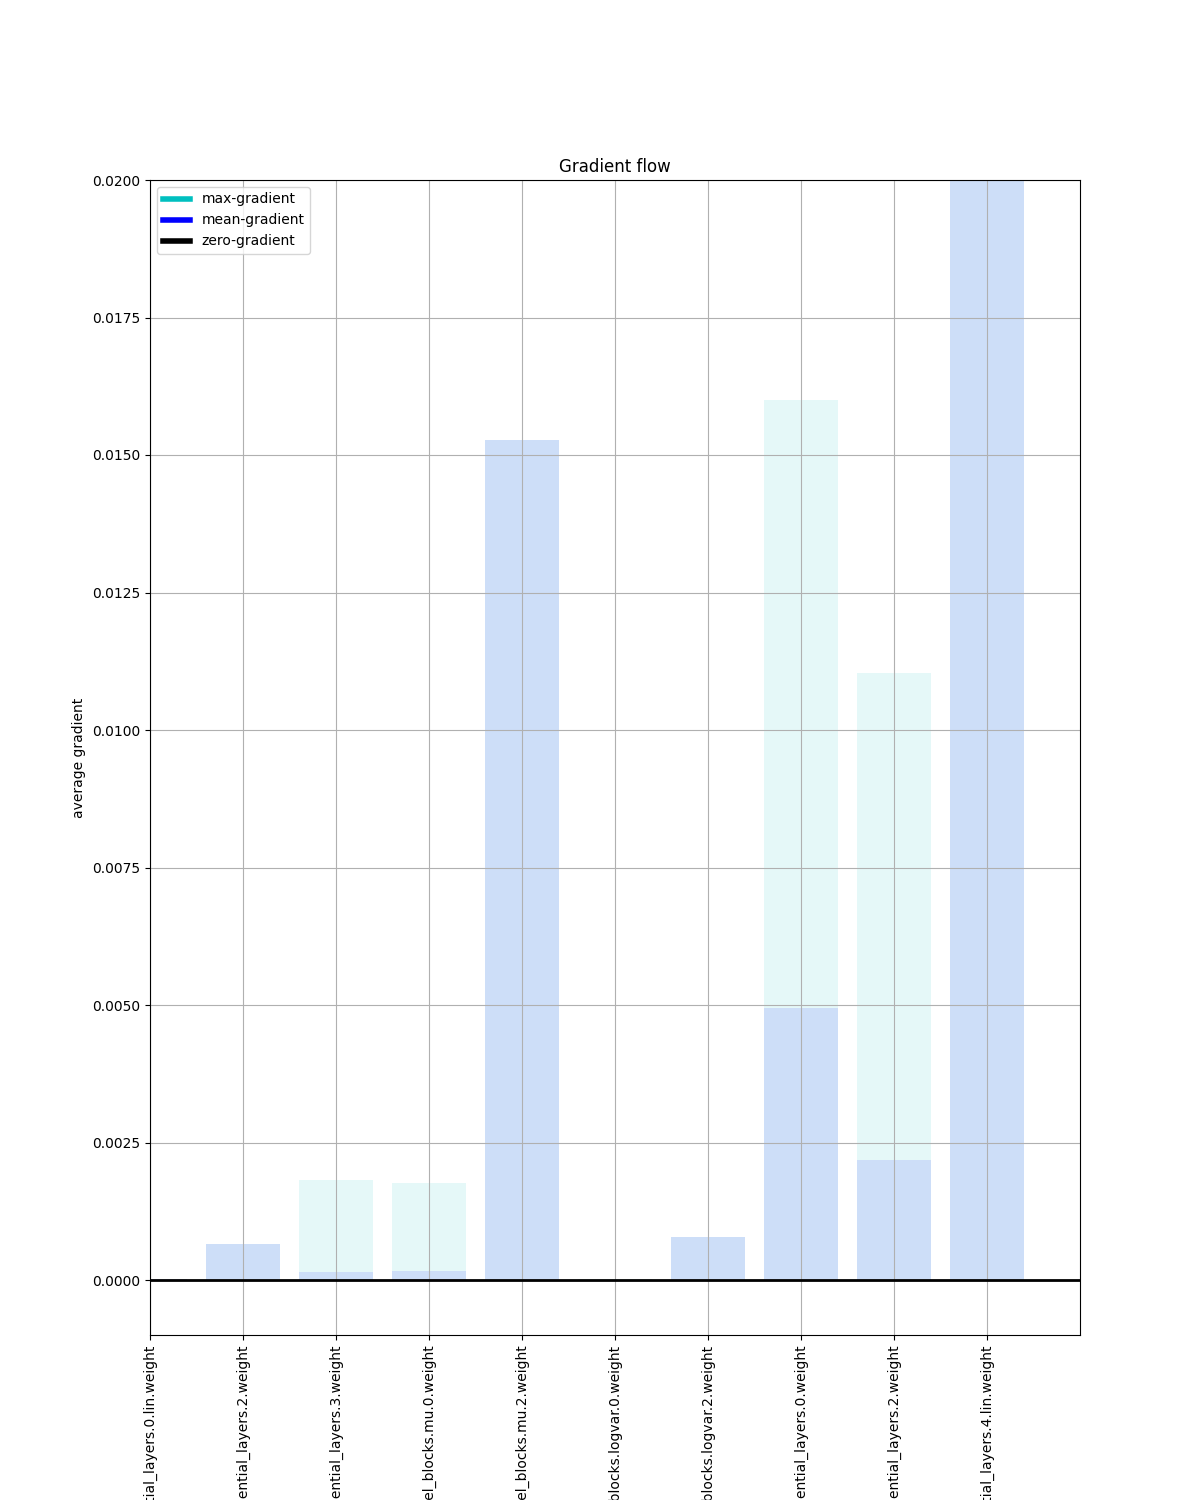 Gradient flow
max-gradient
mean-gradient
zero-gradient
0.0200
0.0175
0.0150
0.0125
0.0100
0.0075
0.0050
0.0025
0.0000
average gradient
tial_layers.0.lin.weight
ential_layers.2.weight
ential_layers.3.weight
el_blocks.mu.0.weight
el_blocks.mu.2.weight
blocks.logvar.0.weight
blocks.logvar.2.weight
ential_layers.0.weight
ential_layers.2.weight
tial_layers.4.lin.weight